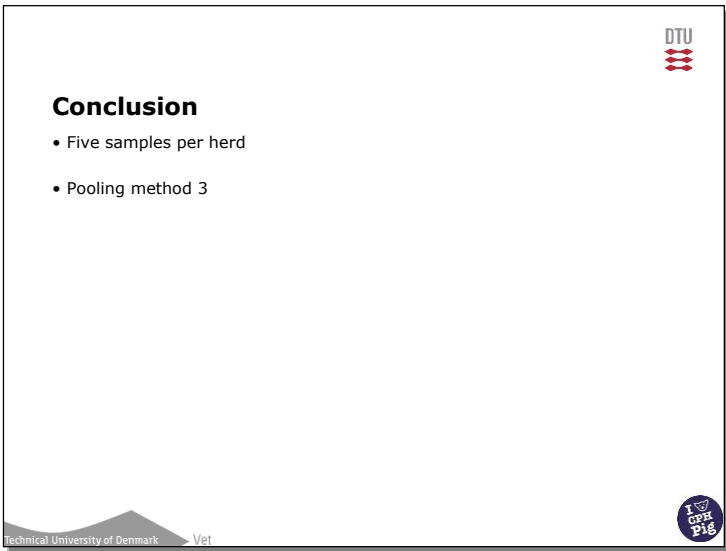 DTU
Conclusion
• Five samples per herd
• Pooling method 3
Technical University of Denmark
Vet
I
CPH
Pig